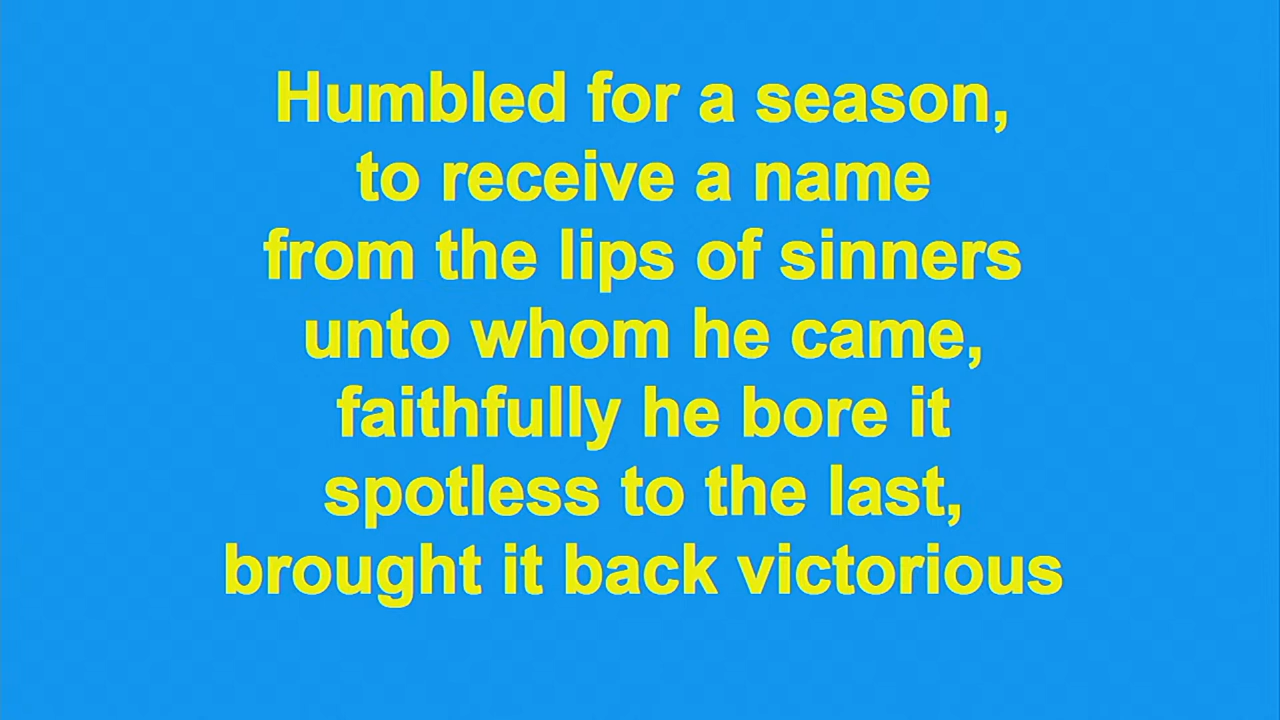 Humbled for a season,
to receive a name
from the lips of sinners
unto whom he came,
faithfully he bore it
spotless to the last,
brought it back victorious